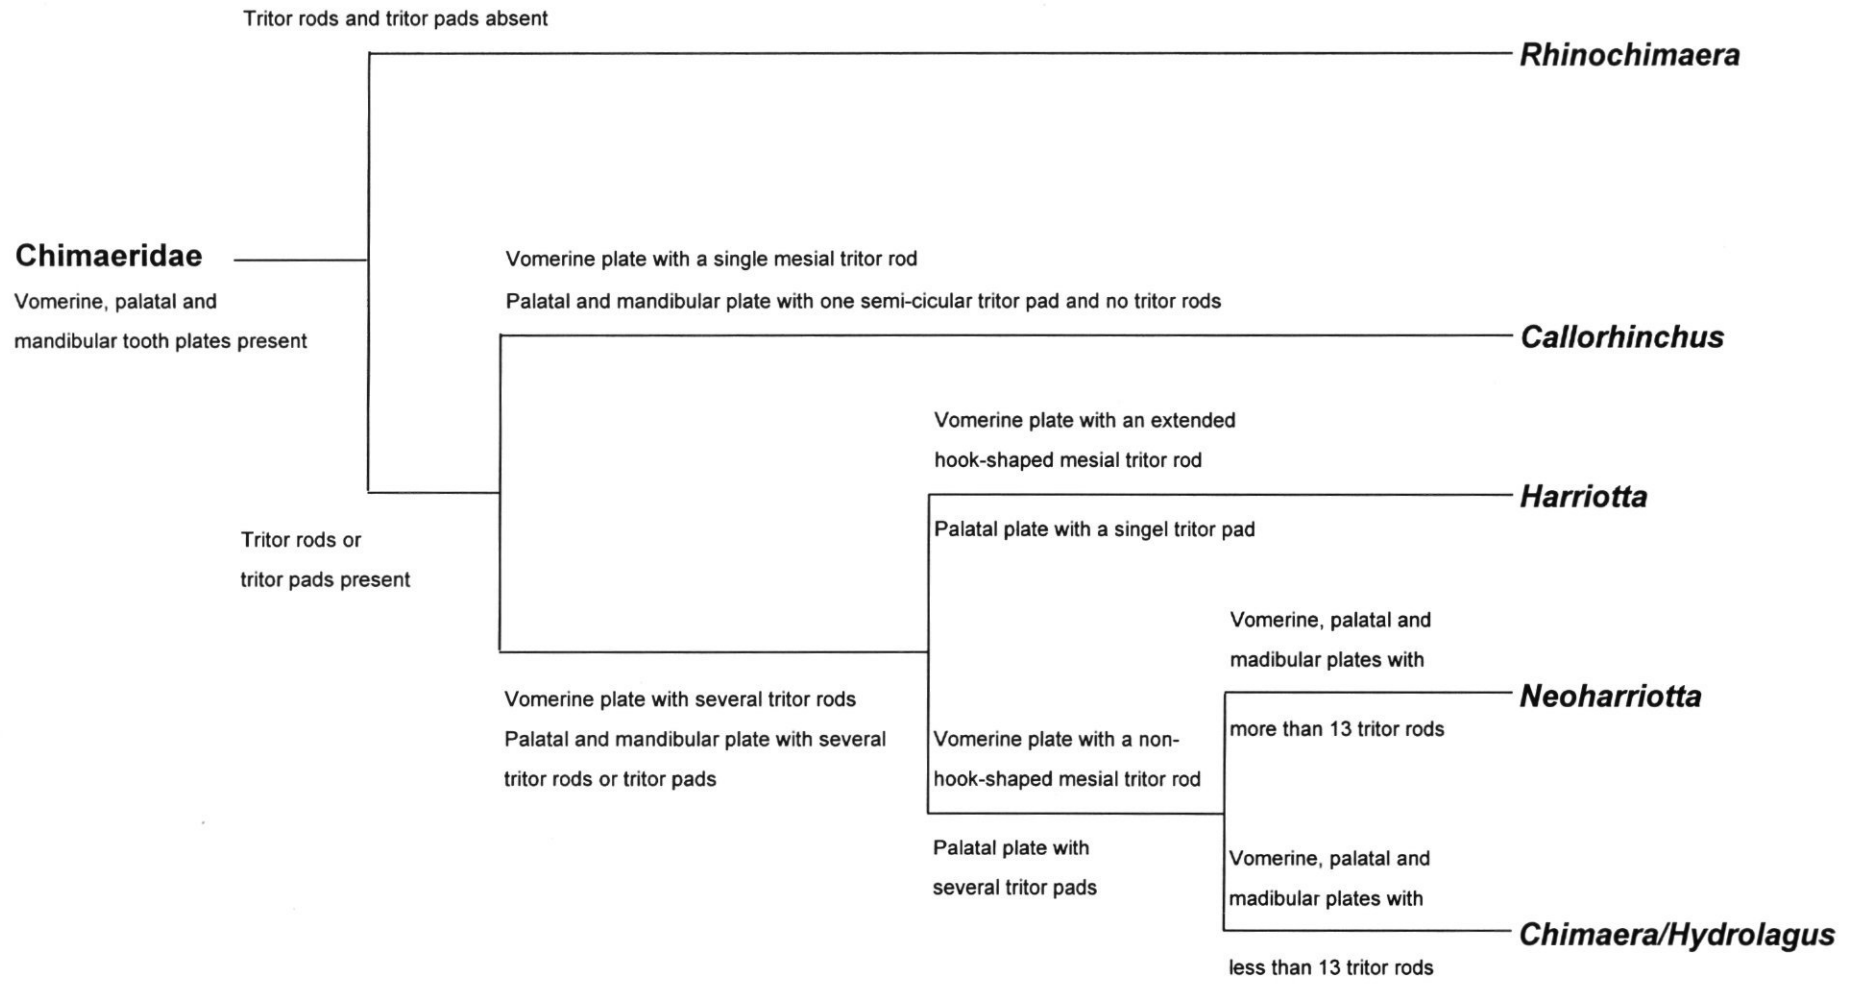 Tritor rods and tritor pads absent
Rhinochimaera
Chimaeridae
Vomerine, palatal and
mandibular tooth plates present
Vomerine plate with a single mesial tritor rod
Palatal and mandibular plate with one semi-cicular tritor pad and no tritor rods
Callorhinchus
Vomerine plate with an extended
hook-shaped mesial tritor rod
Harriotta
Palatal plate with a singel tritor pad
Tritor rods or
tritor pads present
Vomerine, palatal and
madibular plates with
Neoharriotta
more than 13 tritor rods
Vomerine plate with several tritor rods
Palatal and mandibular plate with several
tritor rods or tritor pads
Vomerine plate with a non-
hook-shaped mesial tritor rod
Palatal plate with
several tritor pads
Vomerine, palatal and
madibular plates with
Chimaera/Hydrolagus
less than 13 tritor rods